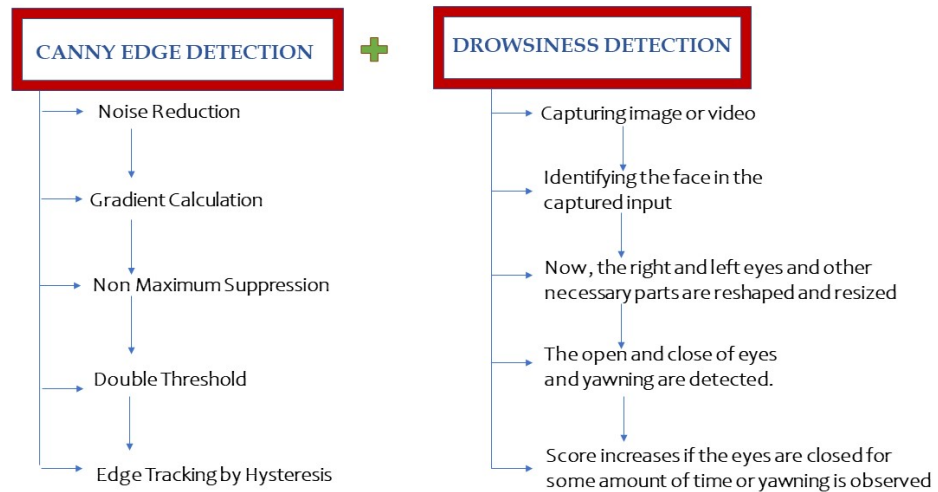 CANNY EDGE DETECTION
Noise Reduction
Gradient Calculation
Non Maximum Suppression
Double Threshold
Edge Tracking by Hysteresis
DROWSINESS DETECTION
Capturing image or video
Identifying the face in the
captured input
Now, the right and left eyes and other
necessary parts are reshaped and resized
The open and close of eyes
and yawning are detected.
Score increases if the eyes are closed for
some amount of time or yawning is observed